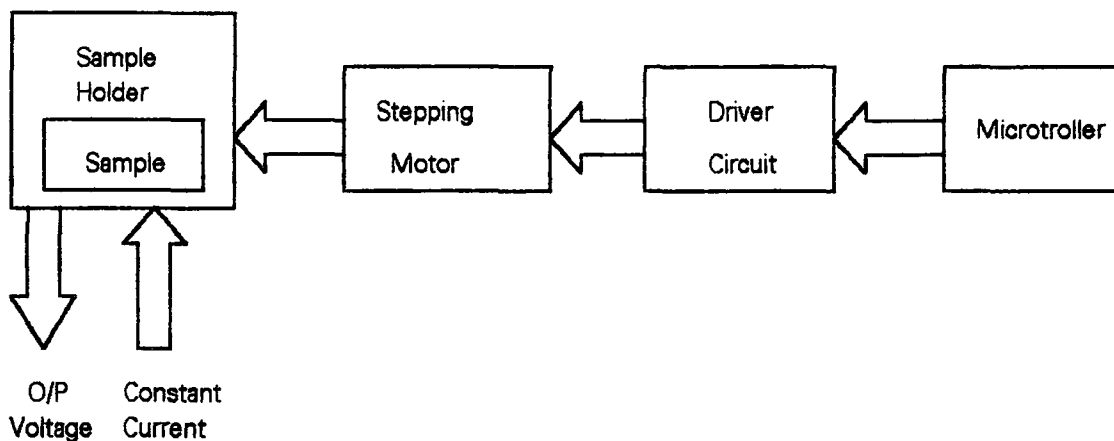 Sample
Holder
Sample
Stepping
Motor
Driver
Circuit
Microtroller
O/P
Voltage
Constant
Current